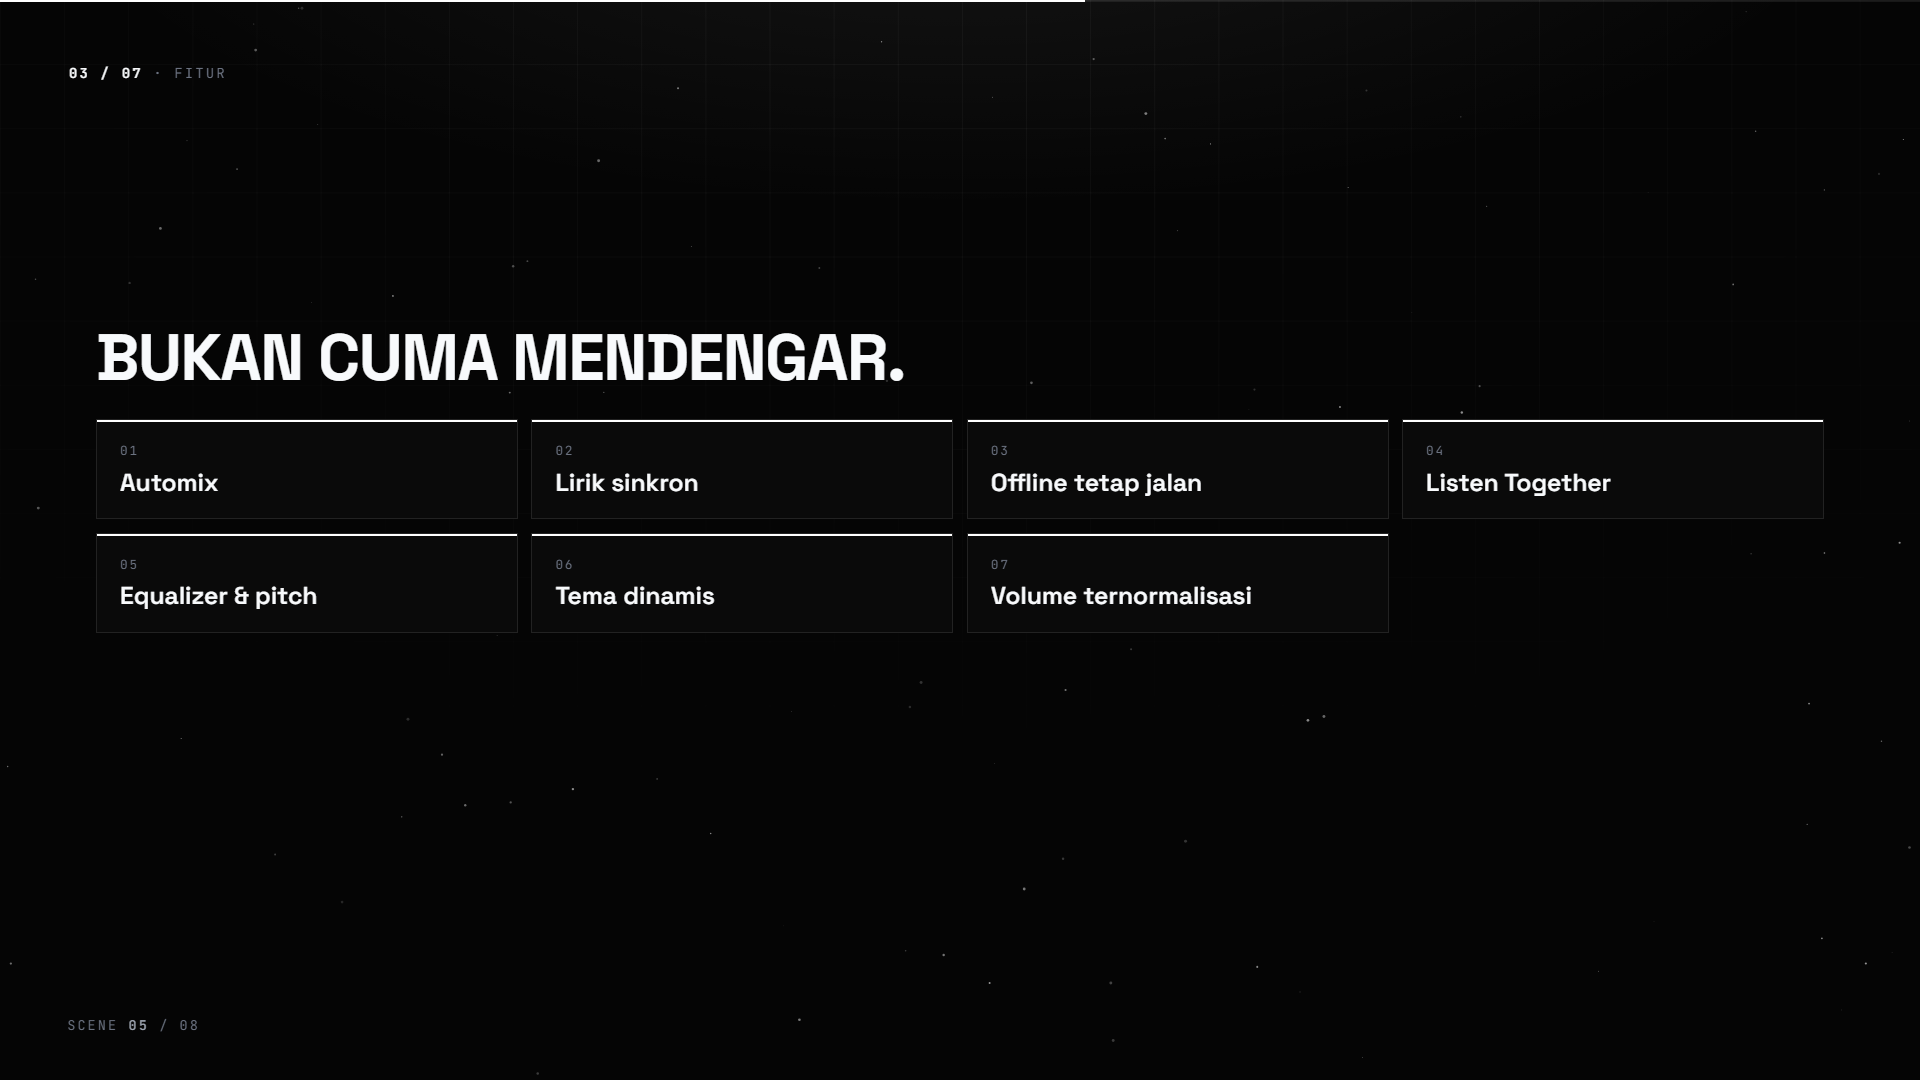 03 / 07 · FITUR
BUKAN CUMA MENDENGAR.
01
Automix
02
Lirik sinkron
03
Offline tetap jalan
04
Listen Together
05
Equalizer & pitch
06
Tema dinamis
07
Volume ternormalisasi
SCENE 05 / 08